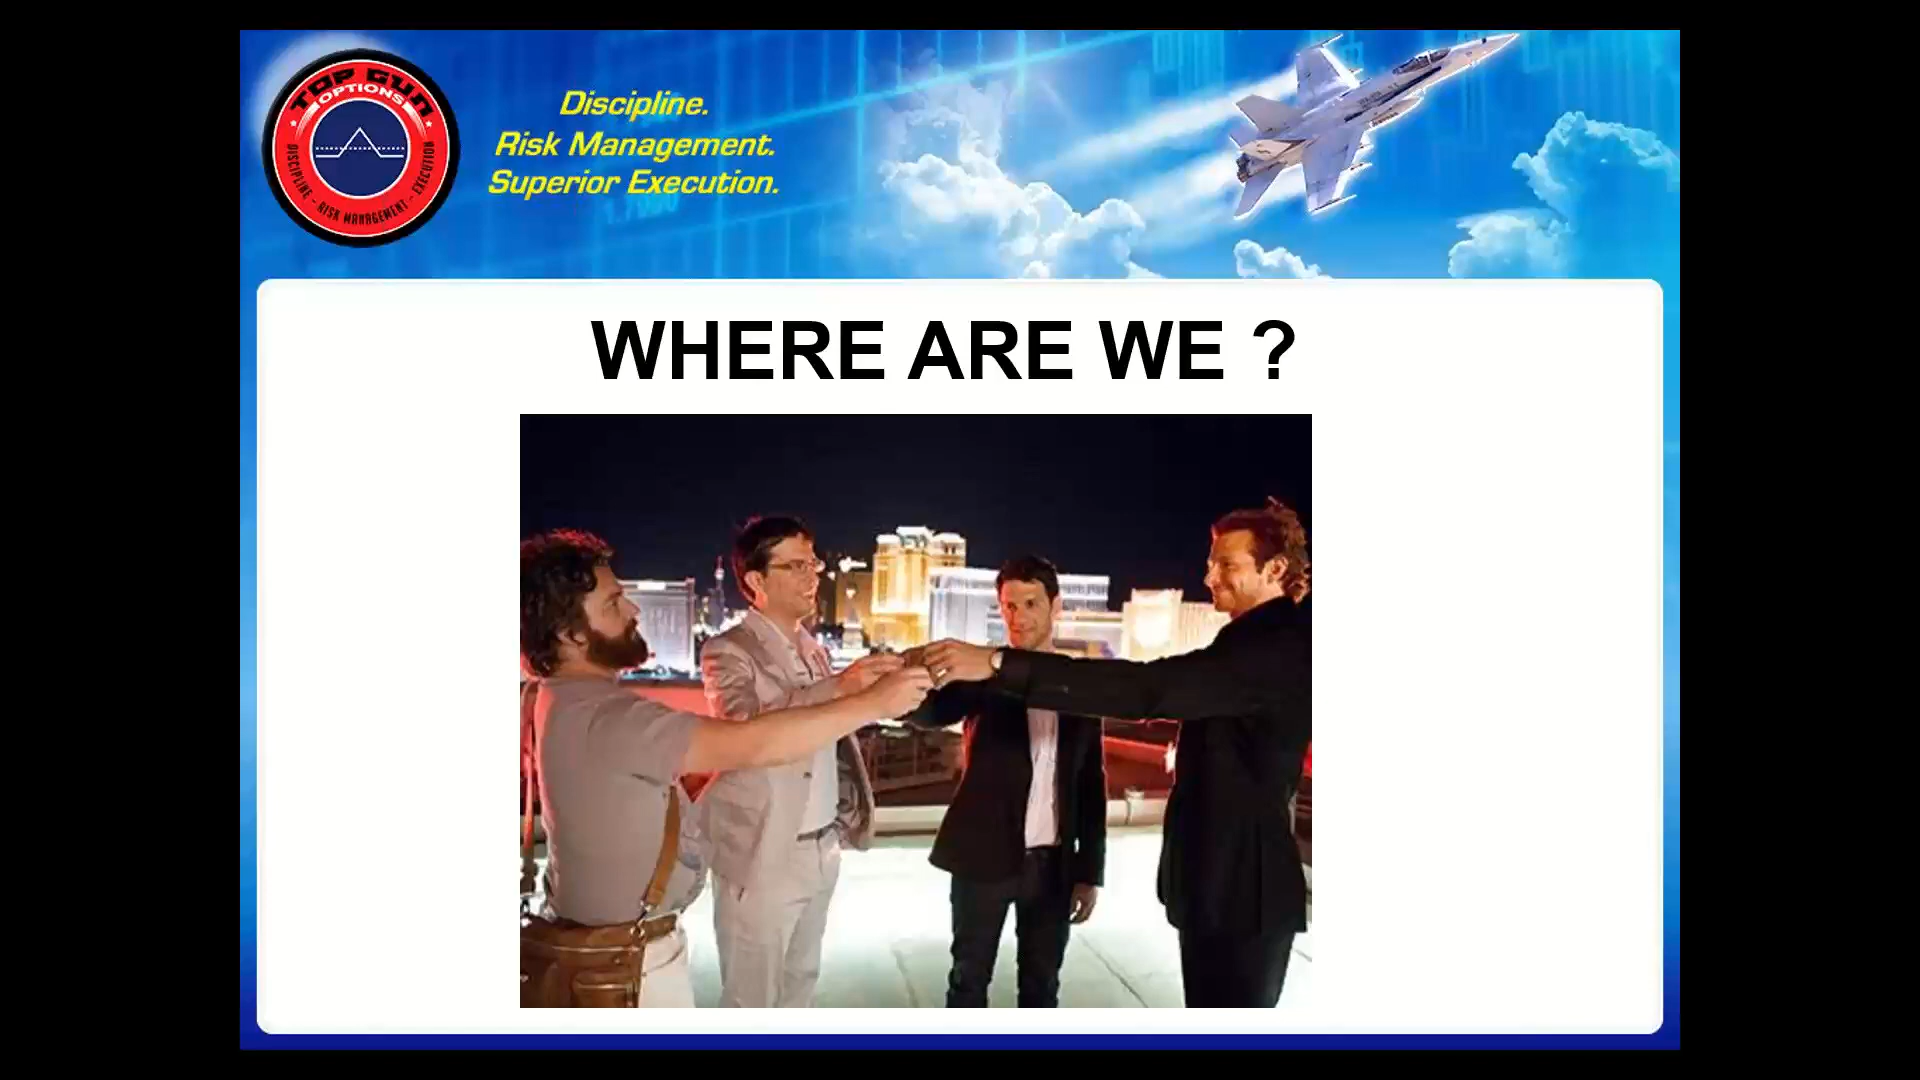 TOP GUN
OPTIONS
DISCIPLINE - RISK MANAGEMENT - EXECUTION
Discipline.
Risk Management.
Superior Execution.
WHERE ARE WE ?